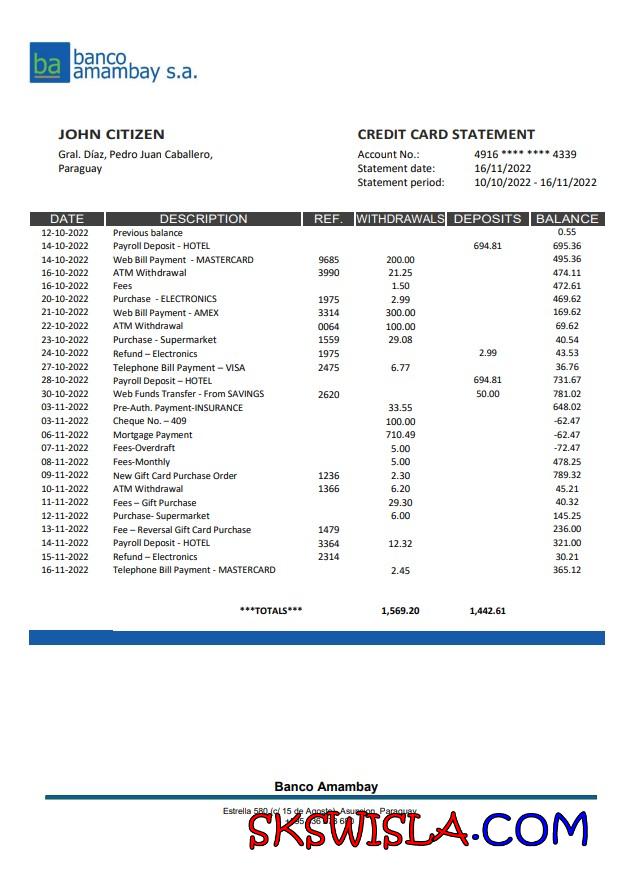 ba banco
amambay s.a.
JOHN CITIZEN
Gral. Díaz, Pedro Juan Caballero,
Paraguay
CREDIT CARD STATEMENT
Account No.: 4916 **** **** 4339
Statement date: 16/11/2022
Statement period: 10/10/2022 - 16/11/2022
DATE DESCRIPTION REF. WITHDRAWALS DEPOSITS BALANCE
12-10-2022 Previous balance 0.55
14-10-2022 Payroll Deposit - HOTEL 694.81 695.36
14-10-2022 Web Bill Payment - MASTERCARD 9685 200.00 495.36
16-10-2022 ATM Withdrawal 3990 21.25 474.11
16-10-2022 Fees 1.50 472.61
20-10-2022 Purchase - ELECTRONICS 1975 2.99 469.62
21-10-2022 Web Bill Payment - AMEX 3314 300.00 169.62
22-10-2022 ATM Withdrawal 0064 100.00 69.62
23-10-2022 Purchase - Supermarket 1559 29.08 40.54
24-10-2022 Refund – Electronics 1975 2.99 43.53
27-10-2022 Telephone Bill Payment – VISA 2475 6.77 36.76
28-10-2022 Payroll Deposit – HOTEL 694.81 731.67
30-10-2022 Web Funds Transfer - From SAVINGS 2620 50.00 781.02
03-11-2022 Pre-Auth. Payment-INSURANCE 33.55 648.02
03-11-2022 Cheque No. – 409 100.00 -62.47
06-11-2022 Mortgage Payment 710.49 -62.47
07-11-2022 Fees-Overdraft 5.00 -72.47
08-11-2022 Fees-Monthly 5.00 478.25
09-11-2022 New Gift Card Purchase Order 1236 2.30 789.32
10-11-2022 ATM Withdrawal 1366 6.20 45.21
11-11-2022 Fees – Gift Purchase 29.30 40.32
12-11-2022 Purchase- Supermarket 6.00 145.25
13-11-2022 Fee – Reversal Gift Card Purchase 1479 236.00
14-11-2022 Payroll Deposit - HOTEL 3364 12.32 321.00
15-11-2022 Refund – Electronics 2314 30.21
16-11-2022 Telephone Bill Payment - MASTERCARD 2.45 365.12
***TOTALS*** 1,569.20 1,442.61
Banco Amambay
Estrella 580 (c/ 15 de Agosto), Asuncion, Paraguay
SKSWISLA.COM